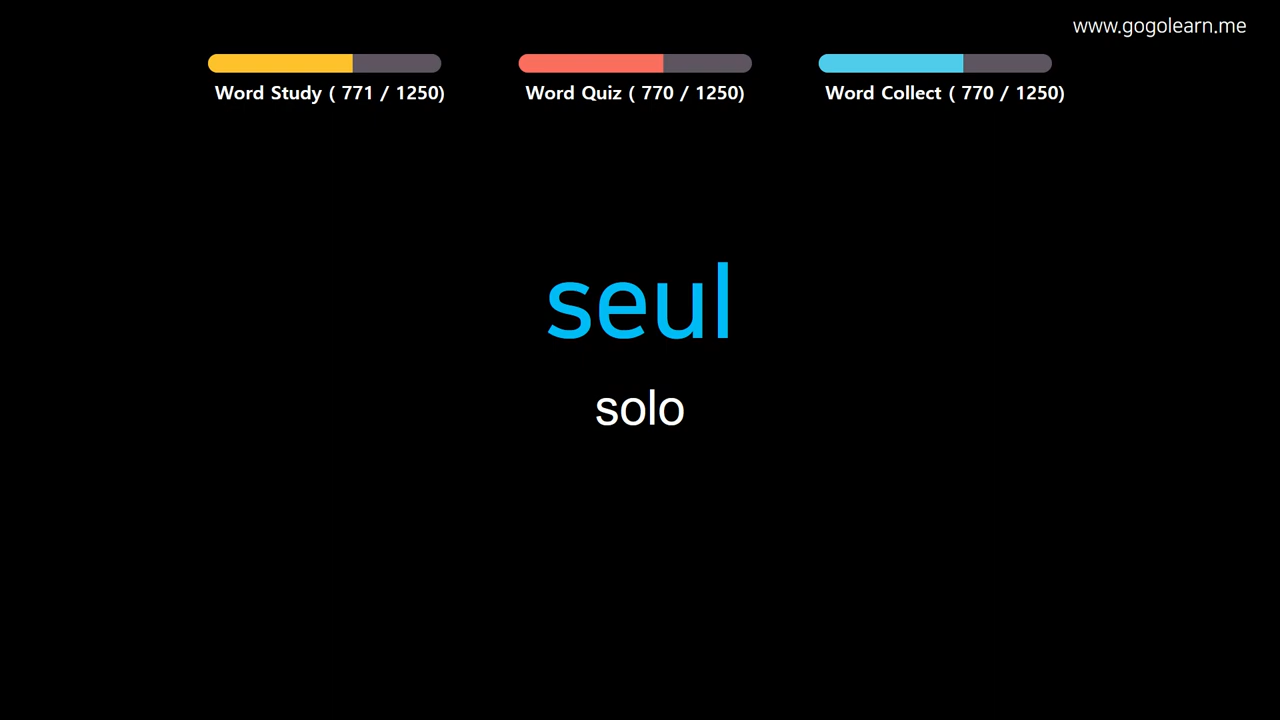 www.gogolearn.me
Word Study ( 771 / 1250)
Word Quiz ( 770 / 1250)
Word Collect ( 770 / 1250)
seul
solo